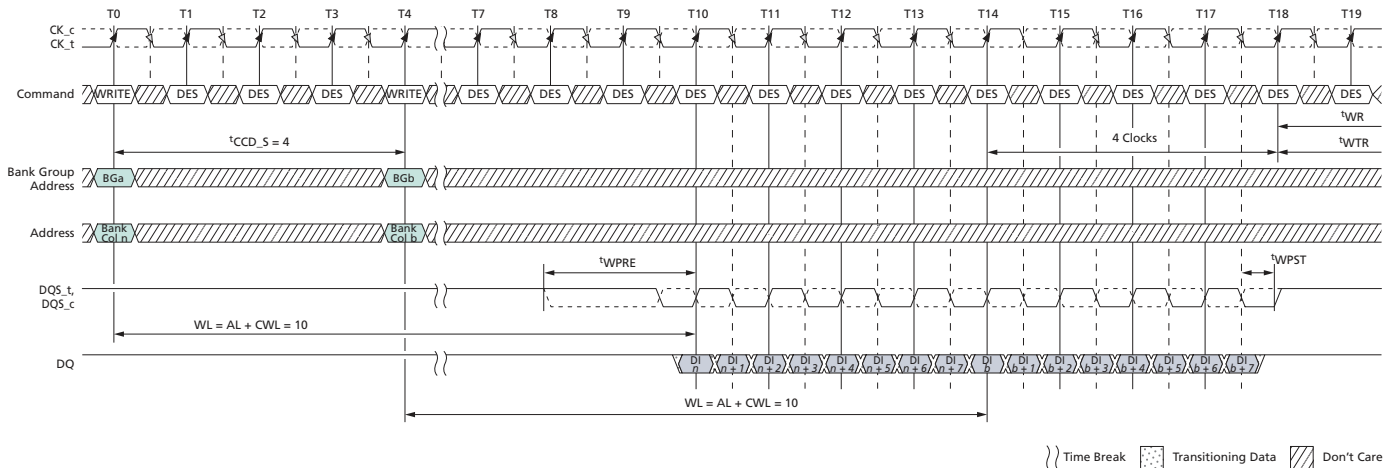 T0 T1 T2 T3 T4 T7 T8 T9 T10 T11 T12 T13 T14 T15 T16 T17 T18 T19
CK_c
CK_t
Command WRITE DES DES DES WRITE DES DES DES DES DES DES DES DES DES DES DES DES DES
tWR
tCCD_S = 4
4 Clocks
tWTR
Bank Group
Address
BGa BGb
Address
Bank
Col n
Bank
Col b
tWPRE tWPST
DQS_t,
DQS_c
WL = AL + CWL = 10
DQ
DI
n
DI
n + 1
DI
n + 2
DI
n + 3
DI
n + 4
DI
n + 5
DI
n + 6
DI
n + 7
DI
b
DI
b + 1
DI
b + 2
DI
b + 3
DI
b + 4
DI
b + 5
DI
b + 6
DI
b + 7
WL = AL + CWL = 10
Time Break Transitioning Data Don't Care